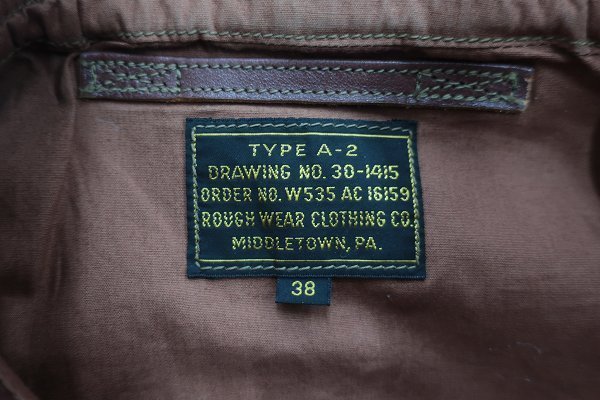 TYPE A-2
DRAWING NO. 30-1415
ORDER NO. W535 AC 16159
ROUGH WEAR CLOTHING CO.
MIDDLETOWN, PA.
38